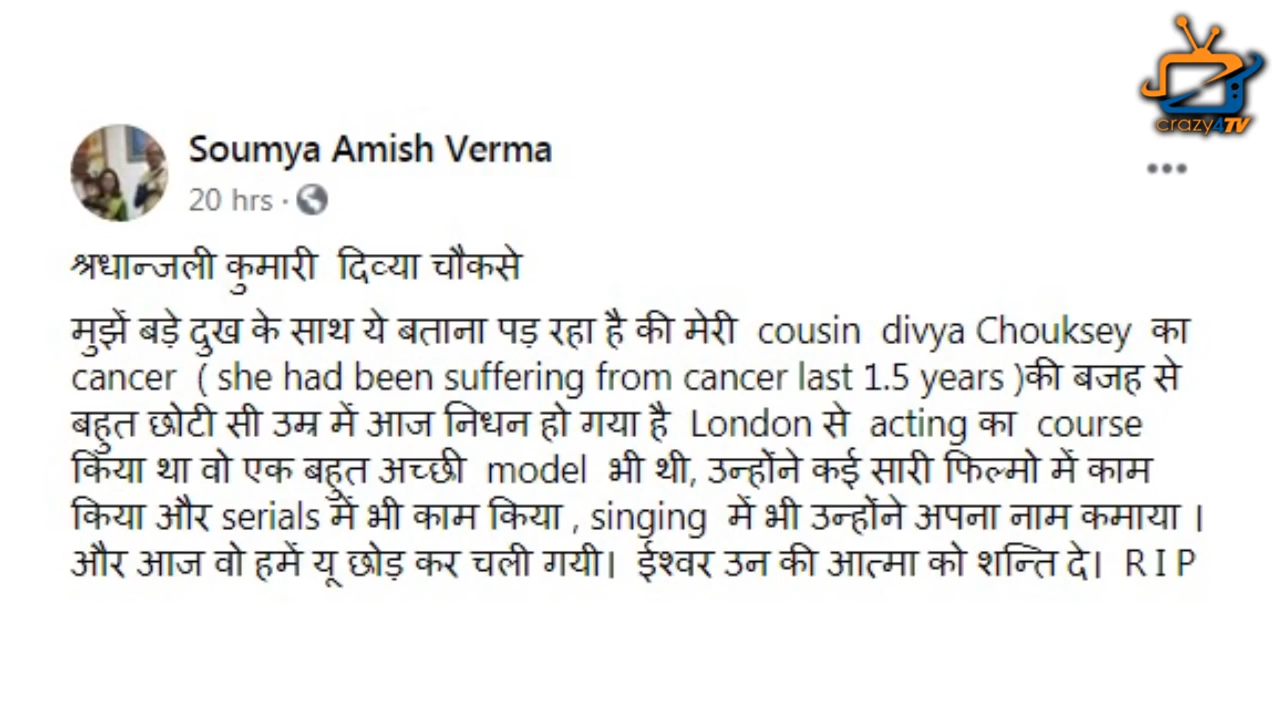 crazy4TV
Soumya Amish Verma
20 hrs ·
श्रधान्जली कुमारी दिव्या चौकसे
मुझें बड़े दुख के साथ ये बताना पड़ रहा है की मेरी cousin divya Chouksey का
cancer ( she had been suffering from cancer last 1.5 years )की बजह से
बहुत छोटी सी उम्र में आज निधन हो गया है London से acting का course
किया था वो एक बहुत अच्छी model भी थी, उन्होंने कई सारी फिल्मो में काम
किया और serials में भी काम किया , singing में भी उन्होंने अपना नाम कमाया ।
और आज वो हमें यू छोड़ कर चली गयी। ईश्वर उन की आत्मा को शन्ति दे। R I P